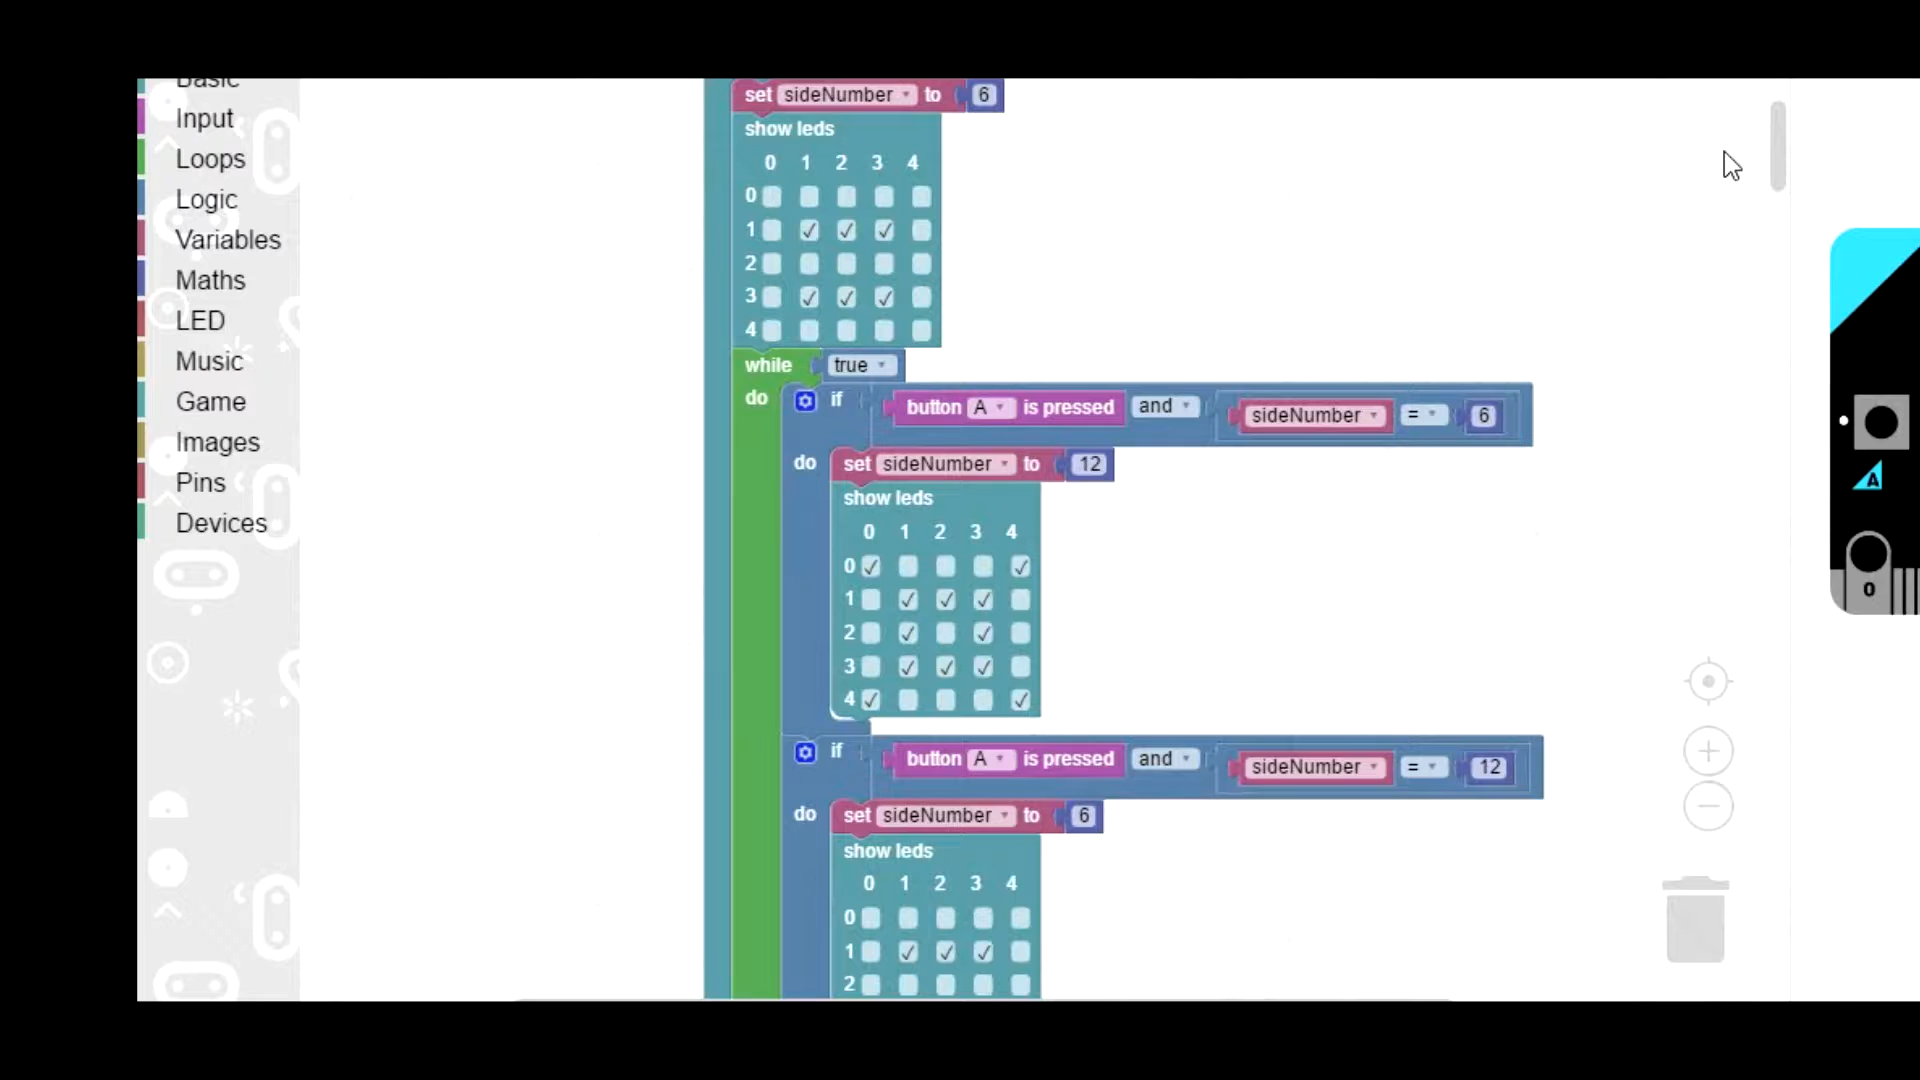 Basic
Input
Loops
Logic
Variables
Maths
LED
Music
Game
Images
Pins
Devices
set sideNumber to 6
show leds
0 1 2 3 4
0
1
2
3
4
while true
do if button A is pressed and sideNumber = 6
do set sideNumber to 12
show leds
0 1 2 3 4
0
1
2
3
4
if button A is pressed and sideNumber = 12
do set sideNumber to 6
show leds
0 1 2 3 4
0
1
2
A
0